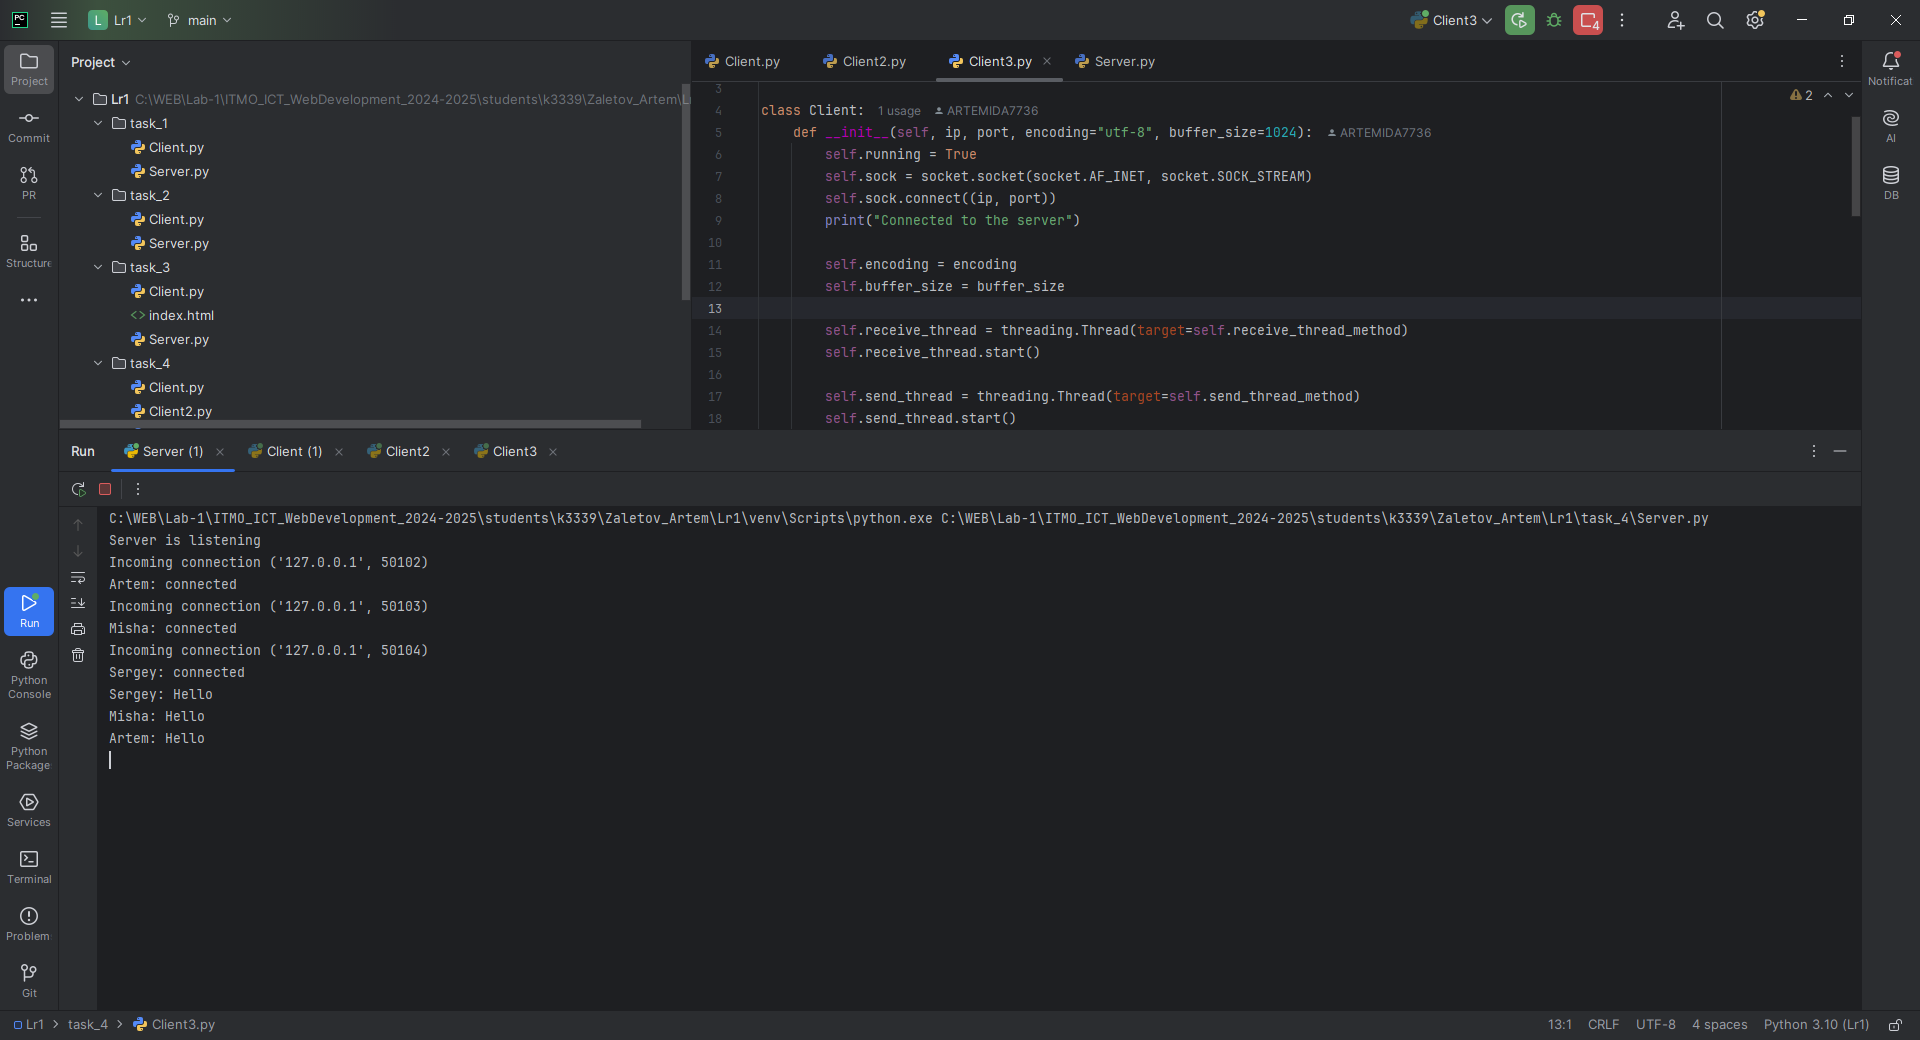 PC
L Lr1
main
Client3
4
Project
Commit
PR
Structure
Project
Lr1 C:\WEB\Lab-1\ITMO_ICT_WebDevelopment_2024-2025\students\k3339\Zaletov_Artem\L
task_1
Client.py
Server.py
task_2
Client.py
Server.py
task_3
Client.py
<> index.html
Server.py
task_4
Client.py
Client2.py
Client.py
Client2.py
Client3.py
Server.py
2
3
4 class Client: 1 usage ARTEMIDA7736
5 def __init__(self, ip, port, encoding="utf-8", buffer_size=1024): ARTEMIDA7736
6 self.running = True
7 self.sock = socket.socket(socket.AF_INET, socket.SOCK_STREAM)
8 self.sock.connect((ip, port))
9 print("Connected to the server")
10
11 self.encoding = encoding
12 self.buffer_size = buffer_size
13
14 self.receive_thread = threading.Thread(target=self.receive_thread_method)
15 self.receive_thread.start()
16
17 self.send_thread = threading.Thread(target=self.send_thread_method)
18 self.send_thread.start()
Notificat
AI
DB
Run
Server (1)
Client (1)
Client2
Client3
C:\WEB\Lab-1\ITMO_ICT_WebDevelopment_2024-2025\students\k3339\Zaletov_Artem\Lr1\venv\Scripts\python.exe C:\WEB\Lab-1\ITMO_ICT_WebDevelopment_2024-2025\students\k3339\Zaletov_Artem\Lr1\task_4\Server.py
Server is listening
Incoming connection ('127.0.0.1', 50102)
Artem: connected
Incoming connection ('127.0.0.1', 50103)
Misha: connected
Incoming connection ('127.0.0.1', 50104)
Sergey: connected
Sergey: Hello
Misha: Hello
Artem: Hello
Run
Python
Console
Python
Package
Services
Terminal
Problem
Git
Lr1 > task_4 > Client3.py
13:1
CRLF
UTF-8
4 spaces
Python 3.10 (Lr1)